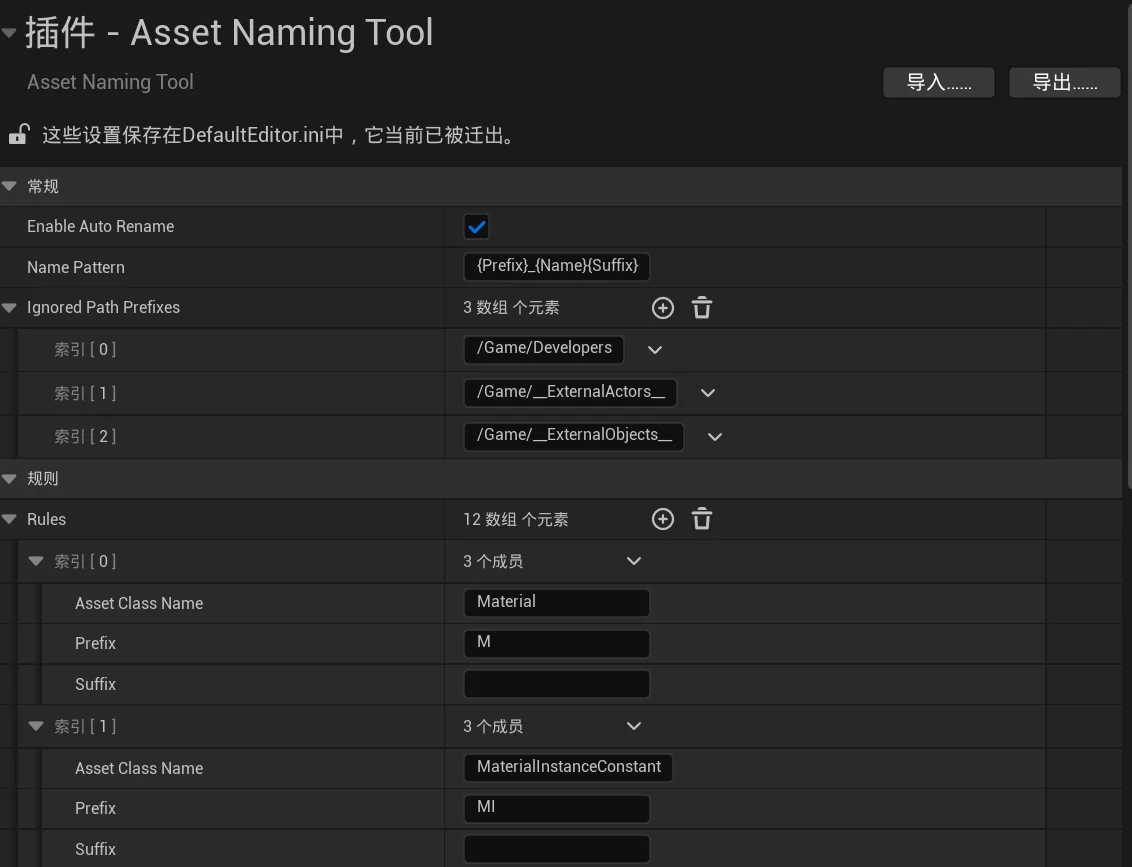 插件 - Asset Naming Tool
Asset Naming Tool
导入...... 导出......
这些设置保存在DefaultEditor.ini中，它当前已被迁出。
常规
Enable Auto Rename
Name Pattern {Prefix}_{Name}{Suffix}
Ignored Path Prefixes 3 数组 个元素
索引 [ 0 ] /Game/Developers
索引 [ 1 ] /Game/__ExternalActors__
索引 [ 2 ] /Game/__ExternalObjects__
规则
Rules 12 数组 个元素
索引 [ 0 ] 3 个成员
Asset Class Name Material
Prefix M
Suffix
索引 [ 1 ] 3 个成员
Asset Class Name MaterialInstanceConstant
Prefix MI
Suffix